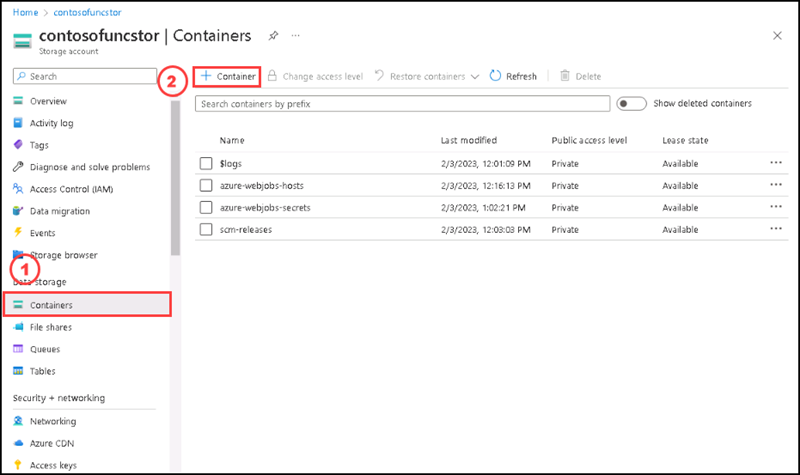 Home > contosofuncstor
contosofuncstor | Containers
Storage account
Search
2
Container
Change access level
Restore containers
Refresh
Delete
Search containers by prefix
Show deleted containers
Overview
Activity log
Tags
Diagnose and solve problems
Access Control (IAM)
Data migration
Events
Storage browser
1
Data storage
Containers
File shares
Queues
Tables
Security + networking
Networking
Azure CDN
Access keys
Name Last modified Public access level Lease state
$logs 2/3/2023, 12:01:09 PM Private Available
azure-webjobs-hosts 2/3/2023, 12:16:13 PM Private Available
azure-webjobs-secrets 2/3/2023, 1:02:21 PM Private Available
scm-releases 2/3/2023, 12:03:03 PM Private Available